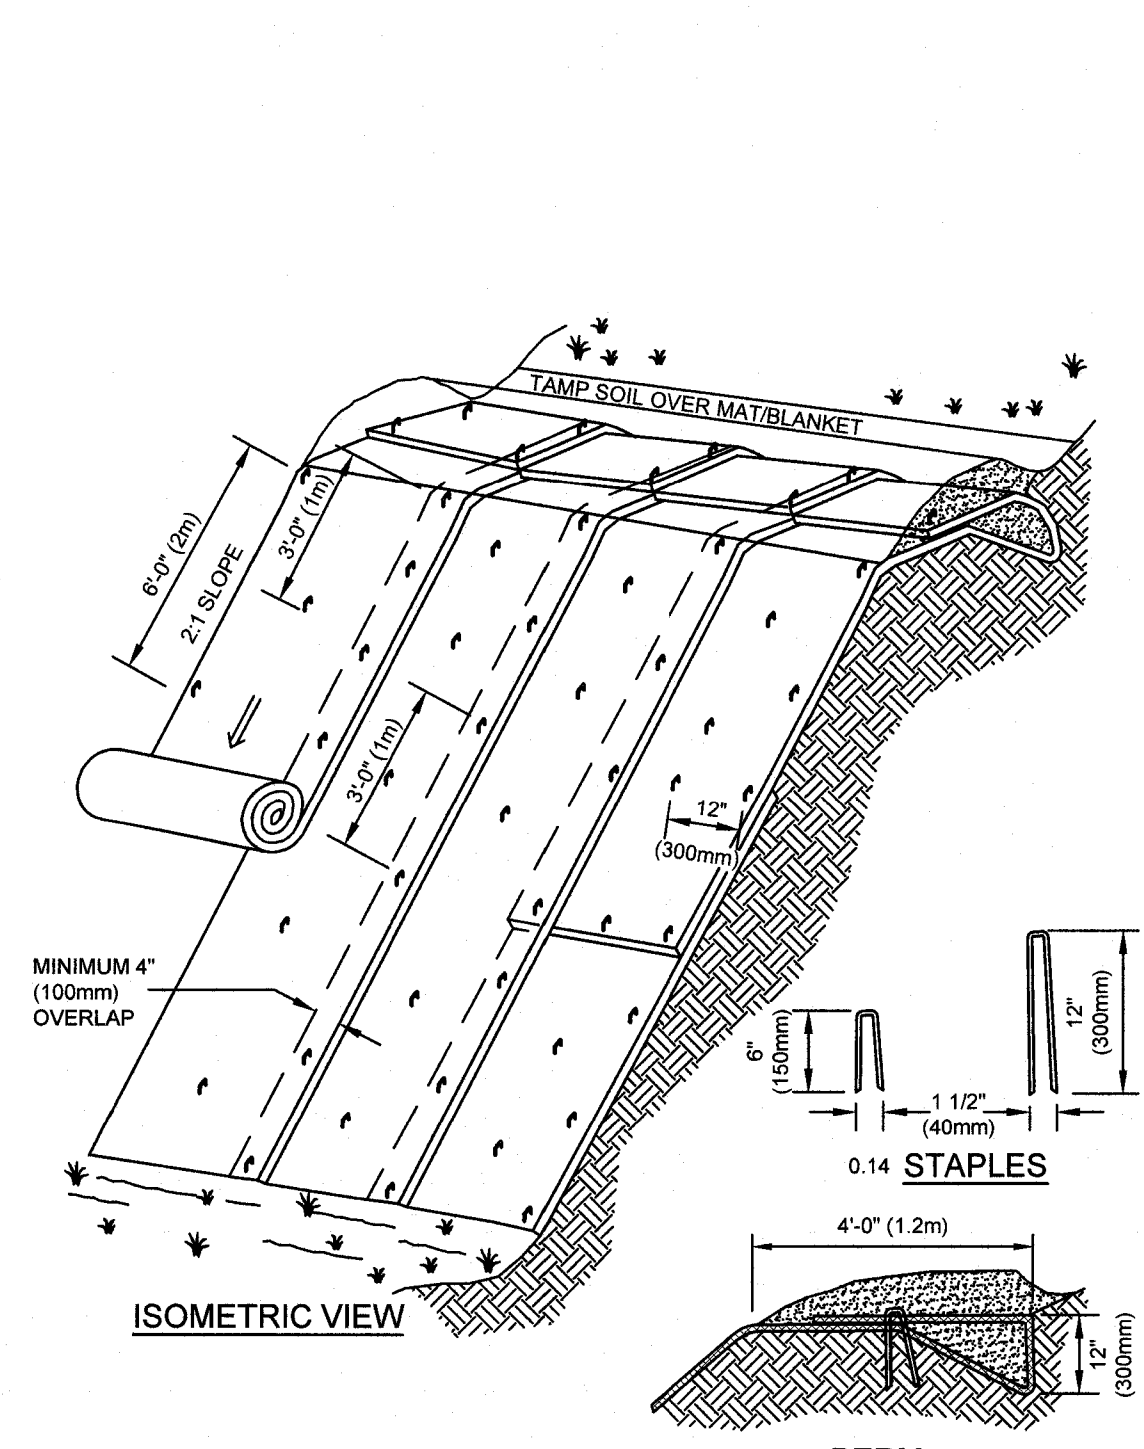 TAMP SOIL OVER MAT/BLANKET
6'-0" (2m)
2:1 SLOPE
3'-0" (1m)
3'-0" (1m)
12"
(300mm)
MINIMUM 4"
(100mm)
OVERLAP
6"
(150mm)
12"
(300mm)
1 1/2"
(40mm)
0.14 STAPLES
4'-0" (1.2m)
12"
(300mm)
ISOMETRIC VIEW